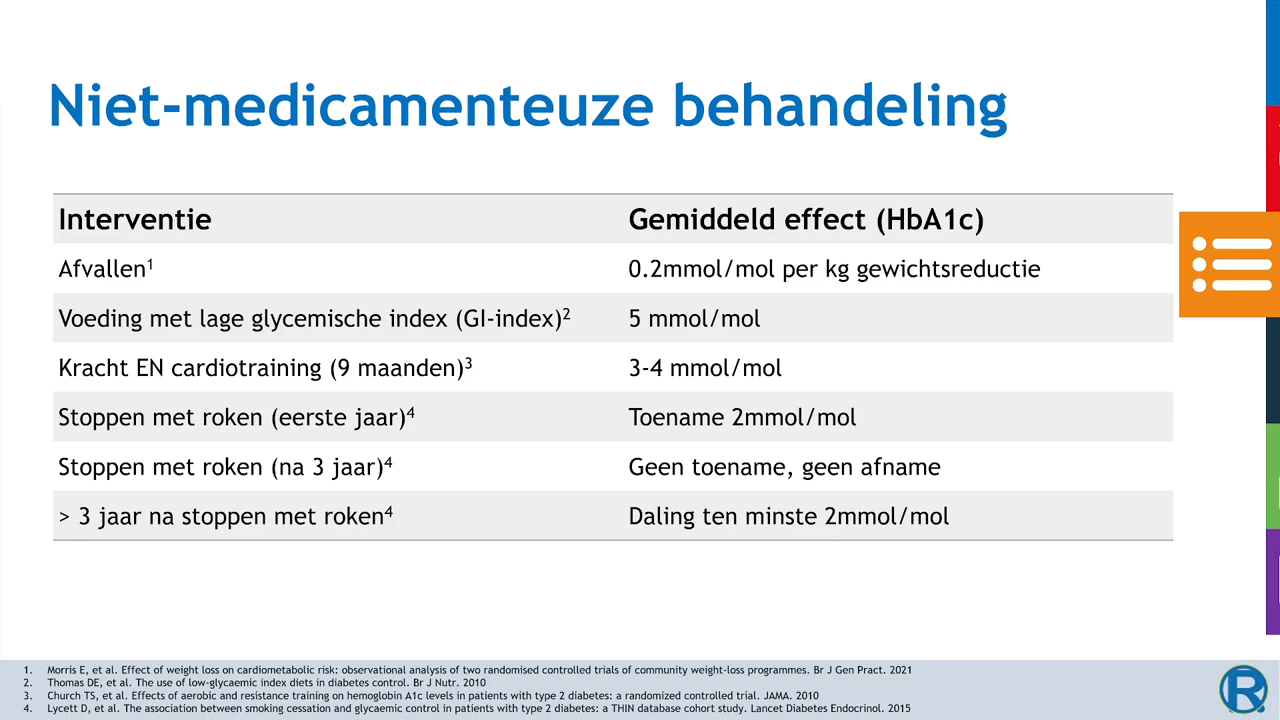 Niet-medicamenteuze behandeling
Interventie Gemiddeld effect (HbA1c)
Afvallen¹ 0.2mmol/mol per kg gewichtsreductie
Voeding met lage glycemische index (GI-index)² 5 mmol/mol
Kracht EN cardiotraining (9 maanden)³ 3-4 mmol/mol
Stoppen met roken (eerste jaar)⁴ Toename 2mmol/mol
Stoppen met roken (na 3 jaar)⁴ Geen toename, geen afname
> 3 jaar na stoppen met roken⁴ Daling ten minste 2mmol/mol
1. Morris E, et al. Effect of weight loss on cardiometabolic risk: observational analysis of two randomised controlled trials of community weight-loss programmes. Br J Gen Pract. 2021
2. Thomas DE, et al. The use of low-glycaemic index diets in diabetes control. Br J Nutr. 2010
3. Church TS, et al. Effects of aerobic and resistance training on hemoglobin A1c levels in patients with type 2 diabetes: a randomized controlled trial. JAMA. 2010
4. Lycett D, et al. The association between smoking cessation and glycaemic control in patients with type 2 diabetes: a THIN database cohort study. Lancet Diabetes Endocrinol. 2015
R